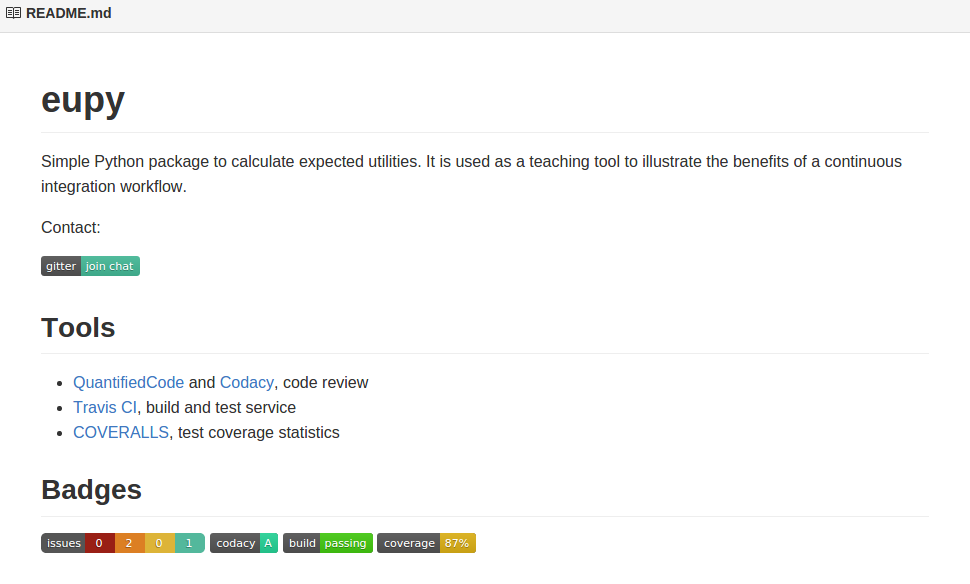 README.md
eupy
Simple Python package to calculate expected utilities. It is used as a teaching tool to illustrate the benefits of a continuous
integration workflow.
Contact:
gitter join chat
Tools
QuantifiedCode and Codacy, code review
Travis CI, build and test service
COVERALLS, test coverage statistics
Badges
issues 0 2 0 1 codacy A build passing coverage 87%